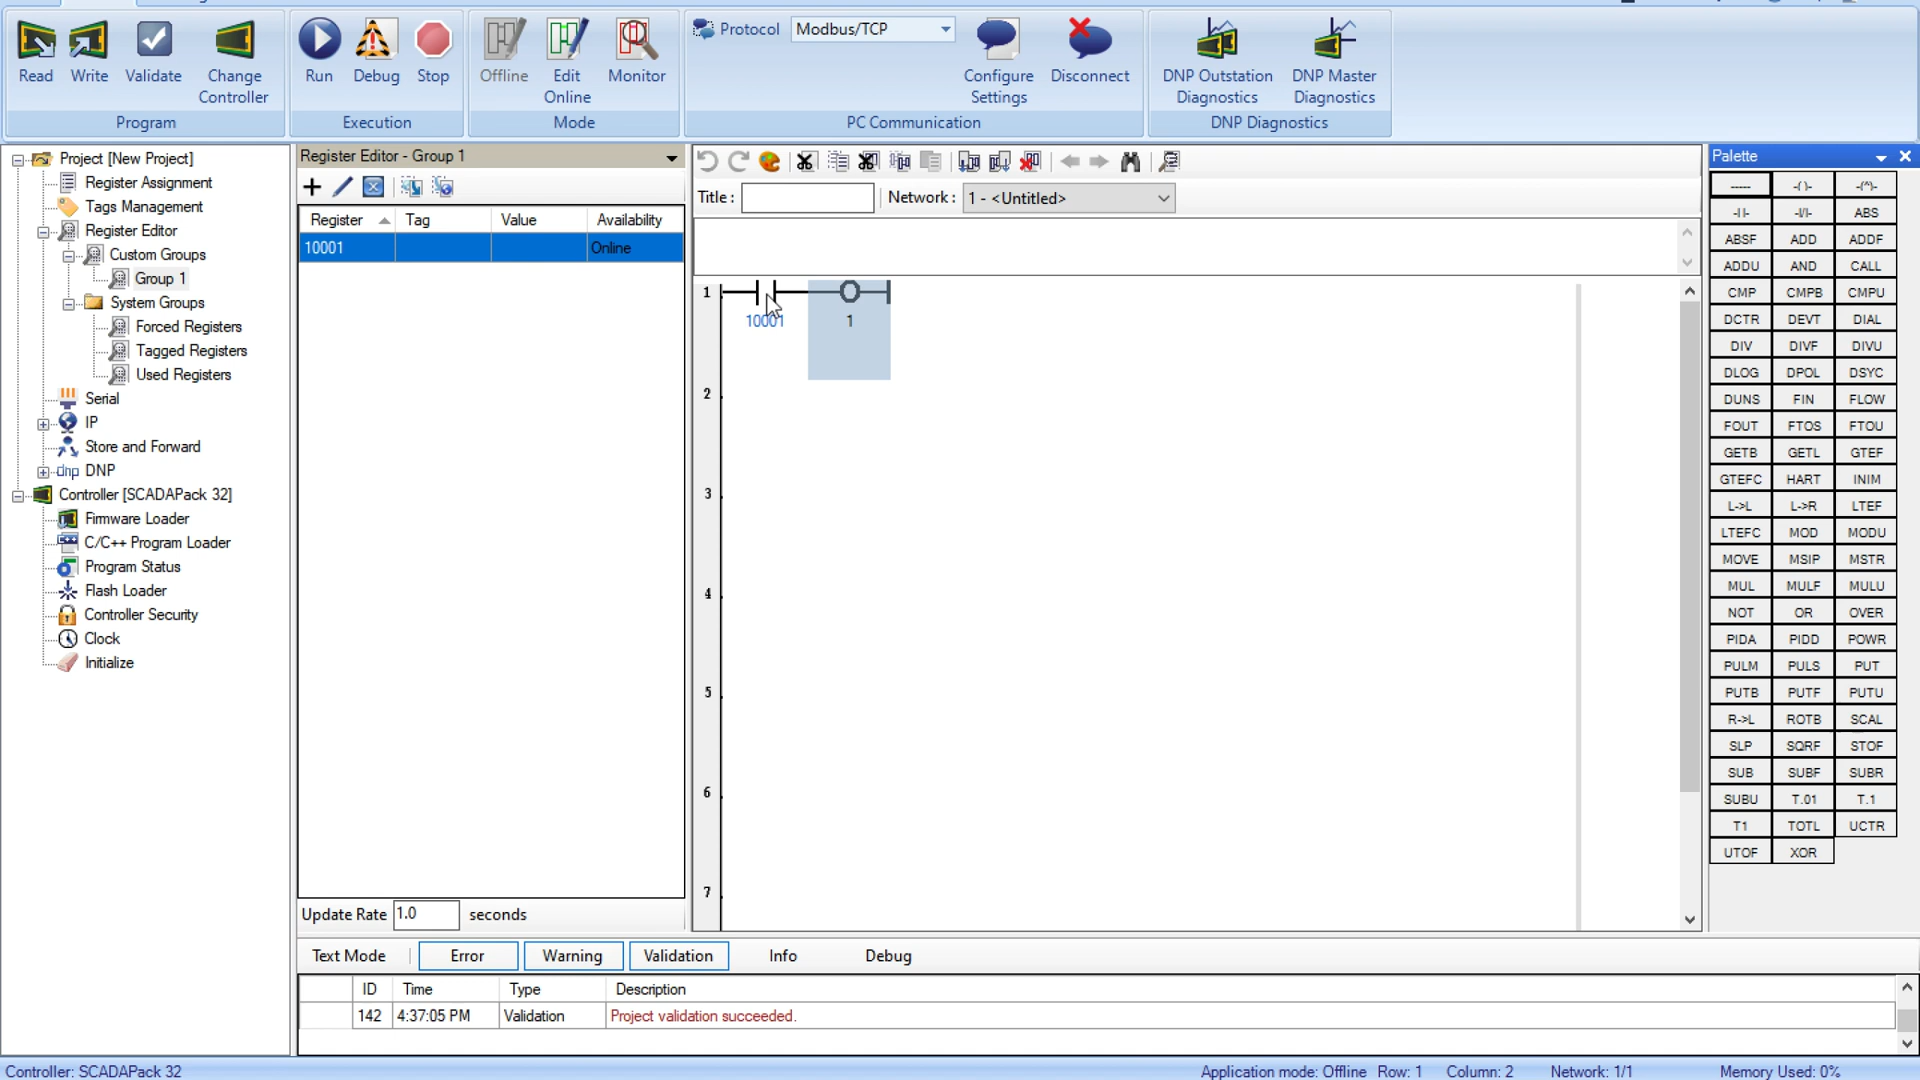 Read Write Validate Change Controller
Program
Run Debug Stop
Execution
Offline Edit Online Monitor
Mode
Protocol Modbus/TCP
Configure Settings Disconnect
PC Communication
DNP Outstation Diagnostics DNP Master Diagnostics
DNP Diagnostics
Project [New Project]
Register Assignment
Tags Management
Register Editor
Custom Groups
Group 1
System Groups
Forced Registers
Tagged Registers
Used Registers
Serial
IP
Store and Forward
dnp DNP
Controller [SCADAPack 32]
Firmware Loader
C/C++ Program Loader
Program Status
Flash Loader
Controller Security
Clock
Initialize
Register Editor - Group 1
Register Tag Value Availability
10001 Online
Update Rate 1.0 seconds
Title : Network : 1 - <Untitled>
1
10001 1
2
3
4
5
6
7
Palette
----- -( )- -(^)-
-| |- -|/|- ABS
ABSF ADD ADDF
ADDU AND CALL
CMP CMPB CMPU
DCTR DEVT DIAL
DIV DIVF DIVU
DLOG DPOL DSYC
DUNS FIN FLOW
FOUT FTOS FTOU
GETB GETL GTEF
GTEFC HART INIM
L->L L->R LTEF
LTEFC MOD MODU
MOVE MSIP MSTR
MUL MULF MULU
NOT OR OVER
PIDA PIDD POWR
PULM PULS PUT
PUTB PUTF PUTU
R->L ROTB SCAL
SLP SQRF STOF
SUB SUBF SUBR
SUBU T.01 T.1
T1 TOTL UCTR
UTOF XOR
Text Mode Error Warning Validation Info Debug
ID Time Type Description
142 4:37:05 PM Validation Project validation succeeded.
Controller: SCADAPack 32 Application mode: Offline Row: 1 Column: 2 Network: 1/1 Memory Used: 0%